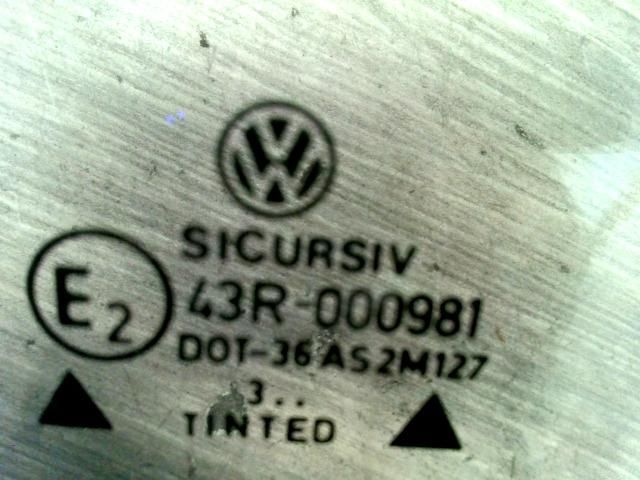 SICURSIV
E2 43R-000981
DOT-36 AS2M127
3..
TINTED